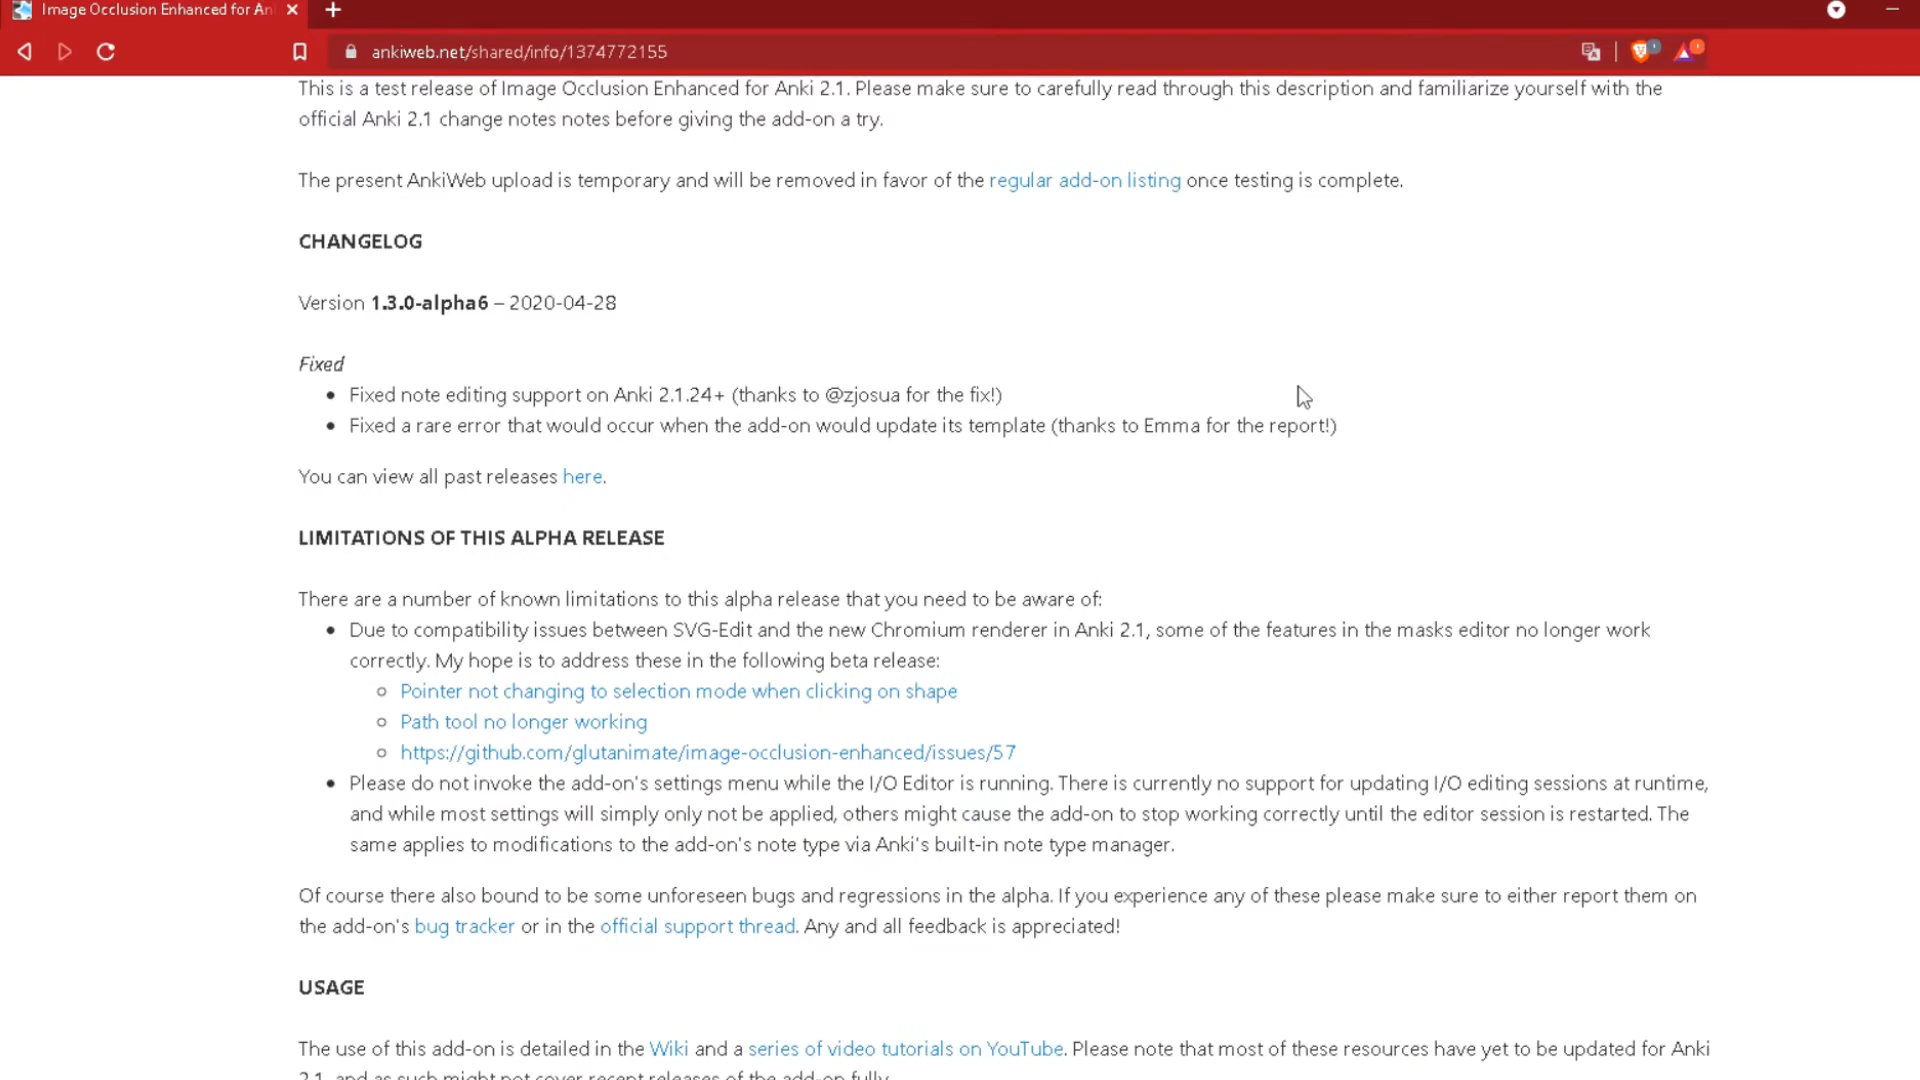 Image Occlusion Enhanced for An
ankiweb.net/shared/info/1374772155
This is a test release of Image Occlusion Enhanced for Anki 2.1. Please make sure to carefully read through this description and familiarize yourself with the
official Anki 2.1 change notes notes before giving the add-on a try.
The present AnkiWeb upload is temporary and will be removed in favor of the regular add-on listing once testing is complete.
CHANGELOG
Version 1.3.0-alpha6 – 2020-04-28
Fixed
• Fixed note editing support on Anki 2.1.24+ (thanks to @zjosua for the fix!)
• Fixed a rare error that would occur when the add-on would update its template (thanks to Emma for the report!)
You can view all past releases here.
LIMITATIONS OF THIS ALPHA RELEASE
There are a number of known limitations to this alpha release that you need to be aware of:
• Due to compatibility issues between SVG-Edit and the new Chromium renderer in Anki 2.1, some of the features in the masks editor no longer work
correctly. My hope is to address these in the following beta release:
○ Pointer not changing to selection mode when clicking on shape
○ Path tool no longer working
○ https://github.com/glutanimate/image-occlusion-enhanced/issues/57
• Please do not invoke the add-on's settings menu while the I/O Editor is running. There is currently no support for updating I/O editing sessions at runtime,
and while most settings will simply only not be applied, others might cause the add-on to stop working correctly until the editor session is restarted. The
same applies to modifications to the add-on's note type via Anki's built-in note type manager.
Of course there also bound to be some unforeseen bugs and regressions in the alpha. If you experience any of these please make sure to either report them on
the add-on's bug tracker or in the official support thread. Any and all feedback is appreciated!
USAGE
The use of this add-on is detailed in the Wiki and a series of video tutorials on YouTube. Please note that most of these resources have yet to be updated for Anki
2.1, and as such might not cover recent releases of the add-on fully.